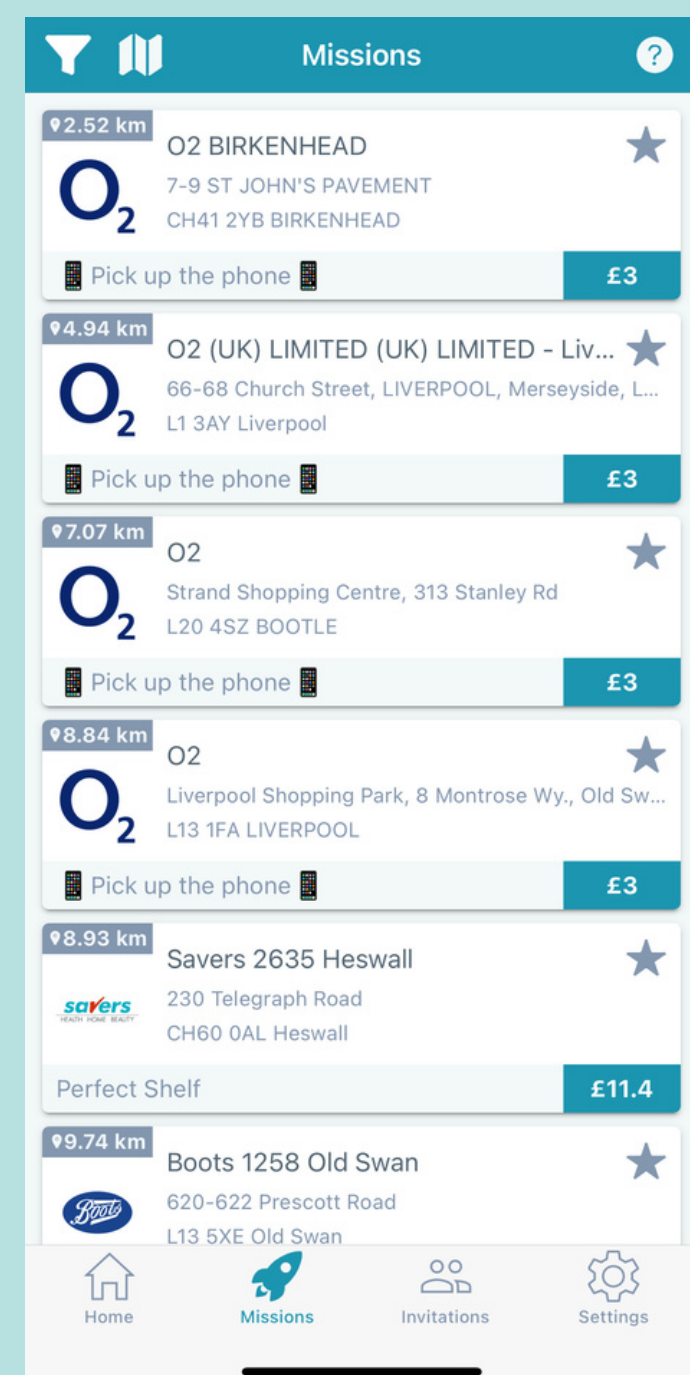 Missions
?
2.52 km
O2 BIRKENHEAD
7-9 ST JOHN'S PAVEMENT
CH41 2YB BIRKENHEAD
O2
📱 Pick up the phone 📱
£3
4.94 km
O2 (UK) LIMITED (UK) LIMITED - Liv...
66-68 Church Street, LIVERPOOL, Merseyside, L...
L1 3AY Liverpool
O2
📱 Pick up the phone 📱
£3
7.07 km
O2
Strand Shopping Centre, 313 Stanley Rd
L20 4SZ BOOTLE
O2
📱 Pick up the phone 📱
£3
8.84 km
O2
Liverpool Shopping Park, 8 Montrose Wy., Old Sw...
L13 1FA LIVERPOOL
O2
📱 Pick up the phone 📱
£3
8.93 km
Savers 2635 Heswall
230 Telegraph Road
CH60 0AL Heswall
savers
HEALTH HOME BEAUTY
Perfect Shelf
£11.4
9.74 km
Boots 1258 Old Swan
620-622 Prescott Road
L13 5XE Old Swan
Boots
Home
Missions
Invitations
Settings